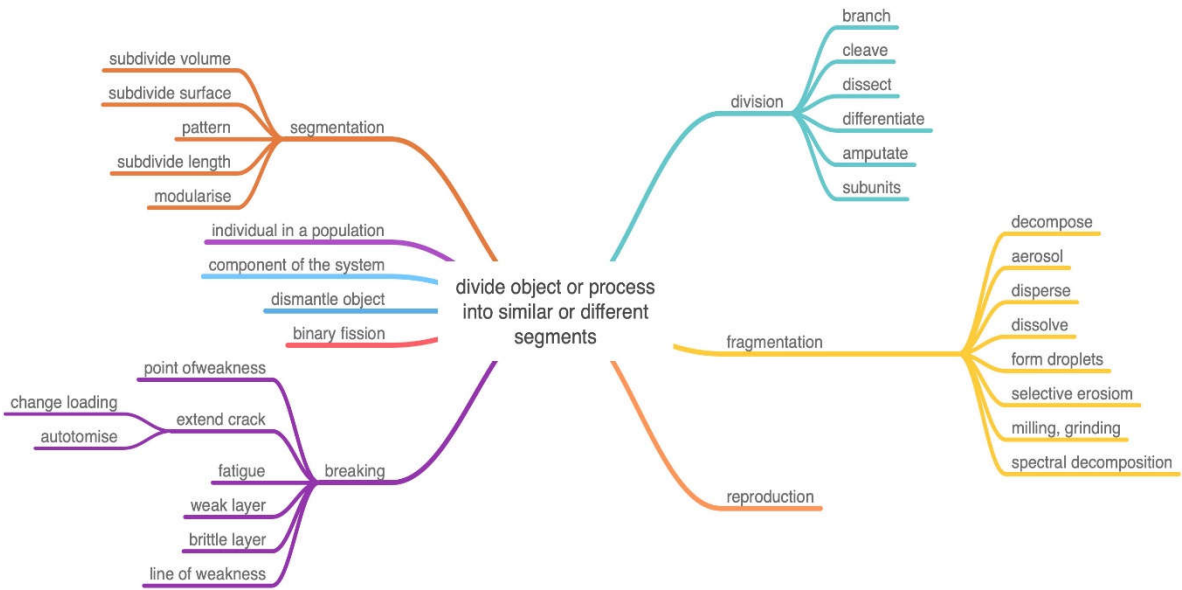 subdivide volume
subdivide surface
pattern
subdivide length
modularise
segmentation
individual in a population
component of the system
dismantle object
binary fission
point ofweakness
change loading
autotomise
extend crack
fatigue
weak layer
brittle layer
line of weakness
breaking
divide object or process
into similar or different
segments
division
branch
cleave
dissect
differentiate
amputate
subunits
fragmentation
decompose
aerosol
disperse
dissolve
form droplets
selective erosiom
milling, grinding
spectral decomposition
reproduction